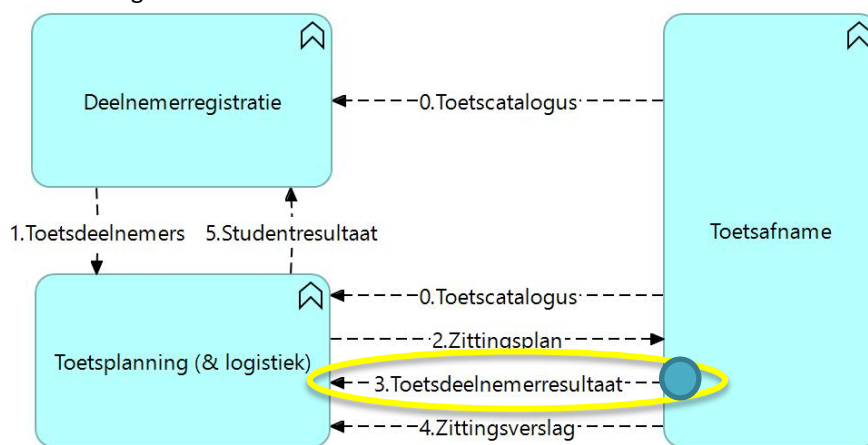 Deelnemerregistratie
0.Toetscatalogus
1.Toetsdeelnemers
5.Studentresultaat
Toetsafname
0.Toetscatalogus
2.Zittingsplan
Toetsplanning (& logistiek)
3.Toetsdeelnemerresultaat
4.Zittingsverslag